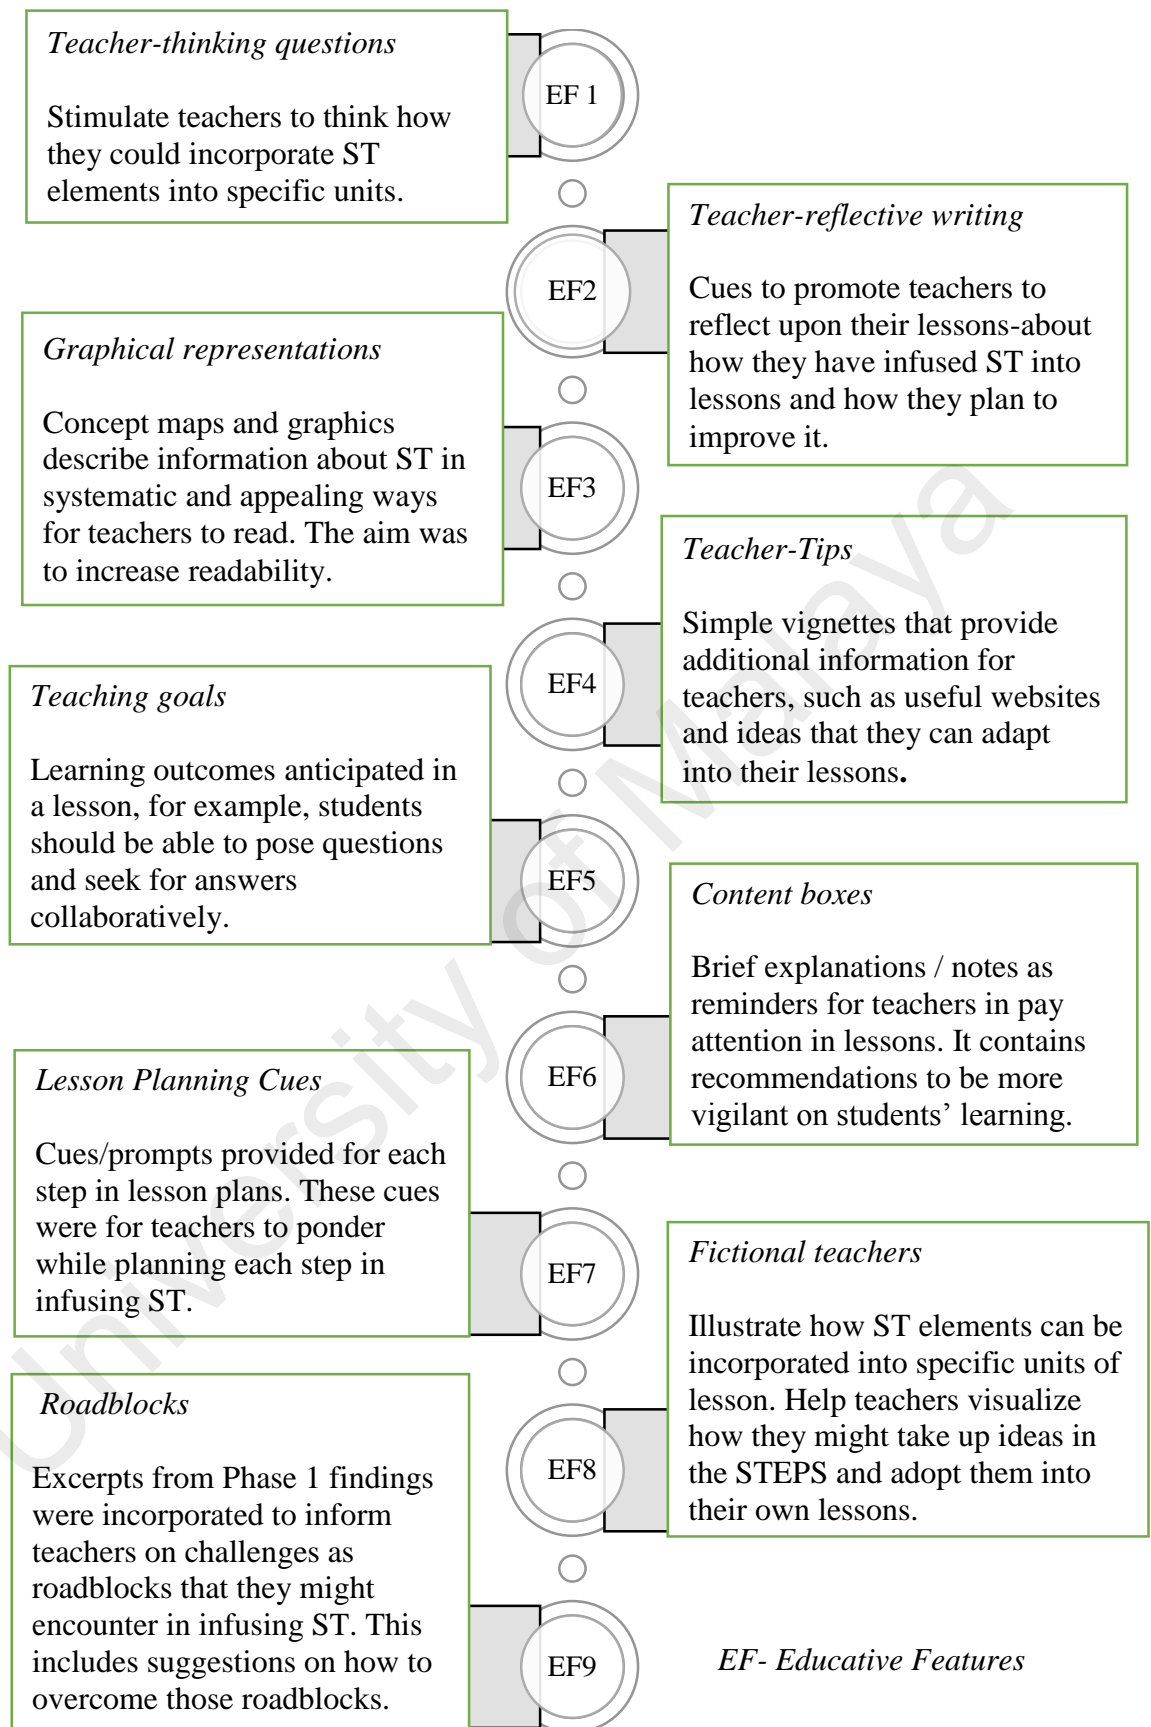 Teacher-thinking questions
Stimulate teachers to think how
they could incorporate ST
elements into specific units.
EF 1
Teacher-reflective writing
Cues to promote teachers to
reflect upon their lessons-about
how they have infused ST into
lessons and how they plan to
improve it.
EF2
Graphical representations
Concept maps and graphics
describe information about ST in
systematic and appealing ways
for teachers to read. The aim was
to increase readability.
EF3
Teacher-Tips
Simple vignettes that provide
additional information for
teachers, such as useful websites
and ideas that they can adapt
into their lessons.
EF4
Teaching goals
Learning outcomes anticipated in
a lesson, for example, students
should be able to pose questions
and seek for answers
collaboratively.
EF5
Content boxes
Brief explanations / notes as
reminders for teachers in pay
attention in lessons. It contains
recommendations to be more
vigilant on students’ learning.
EF6
Lesson Planning Cues
Cues/prompts provided for each
step in lesson plans. These cues
were for teachers to ponder
while planning each step in
infusing ST.
EF7
Fictional teachers
Illustrate how ST elements can be
incorporated into specific units of
lesson. Help teachers visualize
how they might take up ideas in
the STEPS and adopt them into
their own lessons.
EF8
Roadblocks
Excerpts from Phase 1 findings
were incorporated to inform
teachers on challenges as
roadblocks that they might
encounter in infusing ST. This
includes suggestions on how to
overcome those roadblocks.
EF9
EF- Educative Features
University of Malaya